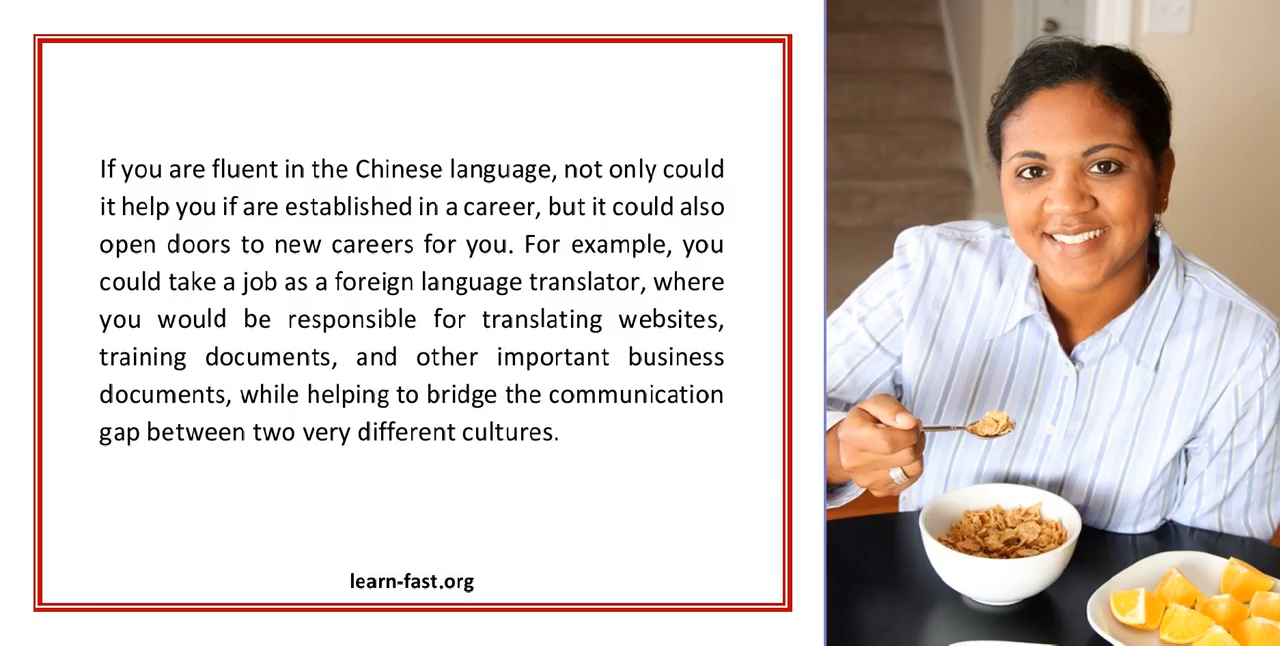 If you are fluent in the Chinese language, not only could
it help you if are established in a career, but it could also
open doors to new careers for you. For example, you
could take a job as a foreign language translator, where
you would be responsible for translating websites,
training documents, and other important business
documents, while helping to bridge the communication
gap between two very different cultures.
learn-fast.org